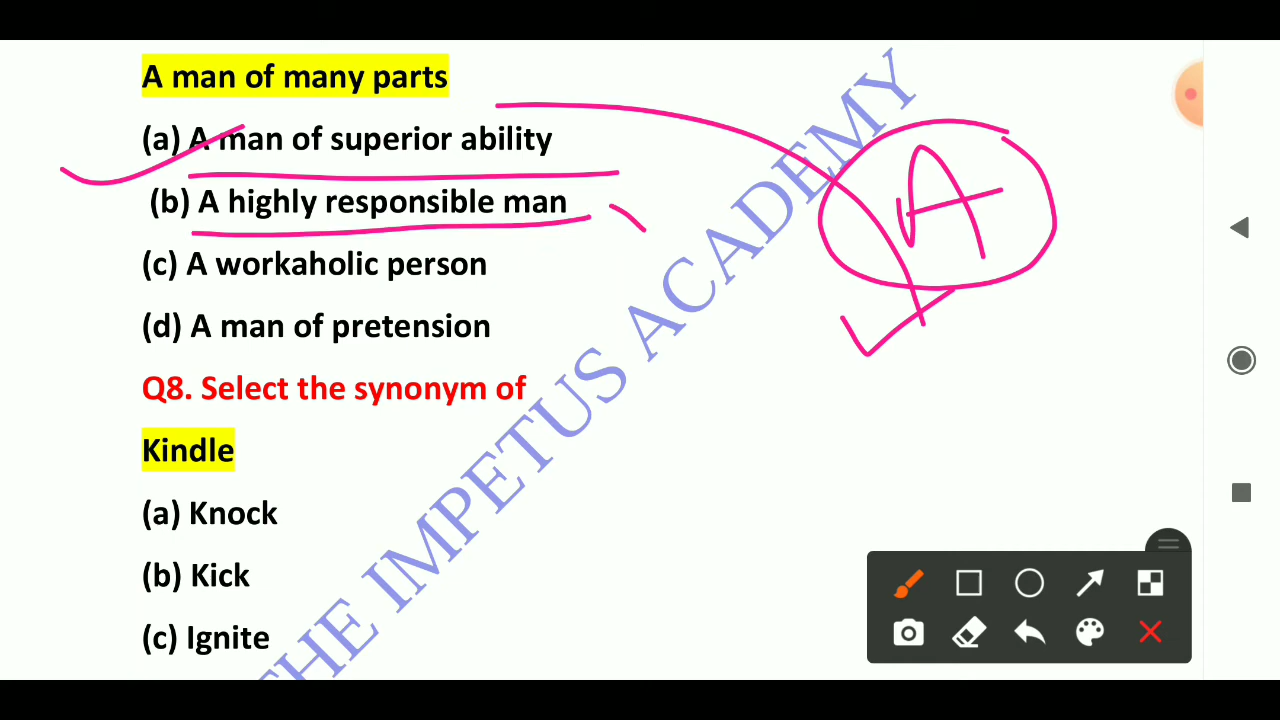 A man of many parts
(a) A man of superior ability
(b) A highly responsible man
(c) A workaholic person
(d) A man of pretension
Q8. Select the synonym of
Kindle
(a) Knock
(b) Kick
(c) Ignite
THE IMPETUS ACADEMY
A